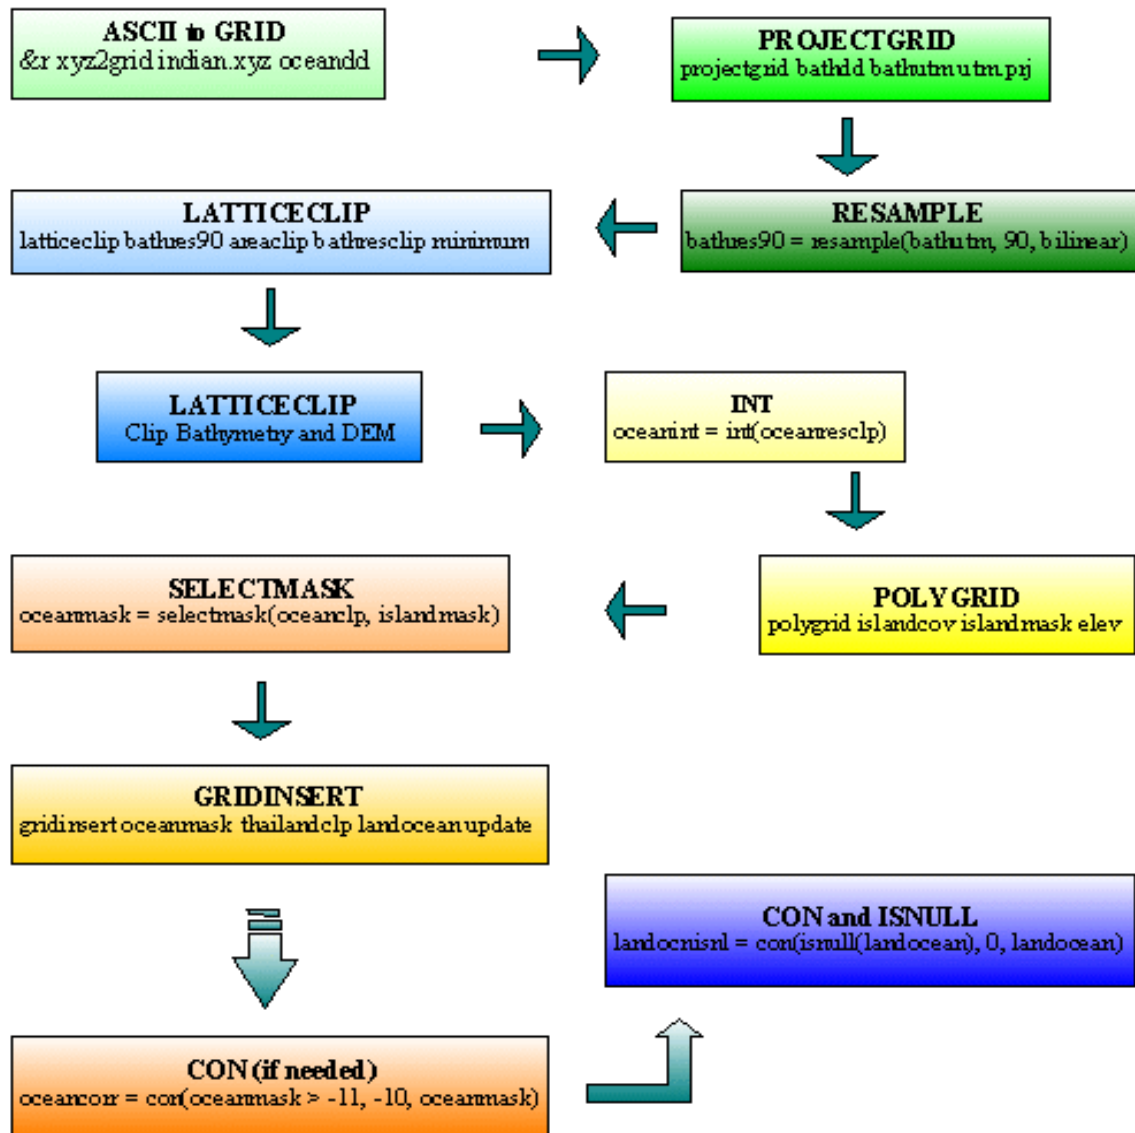 ASCII to GRID
&r xyz2grid indian.xyz oceandd
PROJECTGRID
projectgrid bathdd bathutm utm.prj
RESAMPLE
bathres90 = resample(bathutm, 90, bilinear)
LATTICECLIP
latticeclip bathres90 areaclip bathresclip minimum
LATTICECLIP
Clip Bathymetry and DEM
INT
oceanint = int(oceanresclp)
POLYGRID
polygrid islandcov islandmask elev
SELECTMASK
oceanmask = selectmask(oceanclp, islandmask)
GRIDINSERT
gridinsert oceanmask thailandclp landocean update
CON (if needed)
oceancorr = con(oceanmask > -11, -10, oceanmask)
CON and ISNULL
landocnisnl = con(isnull(landocean), 0, landocean)